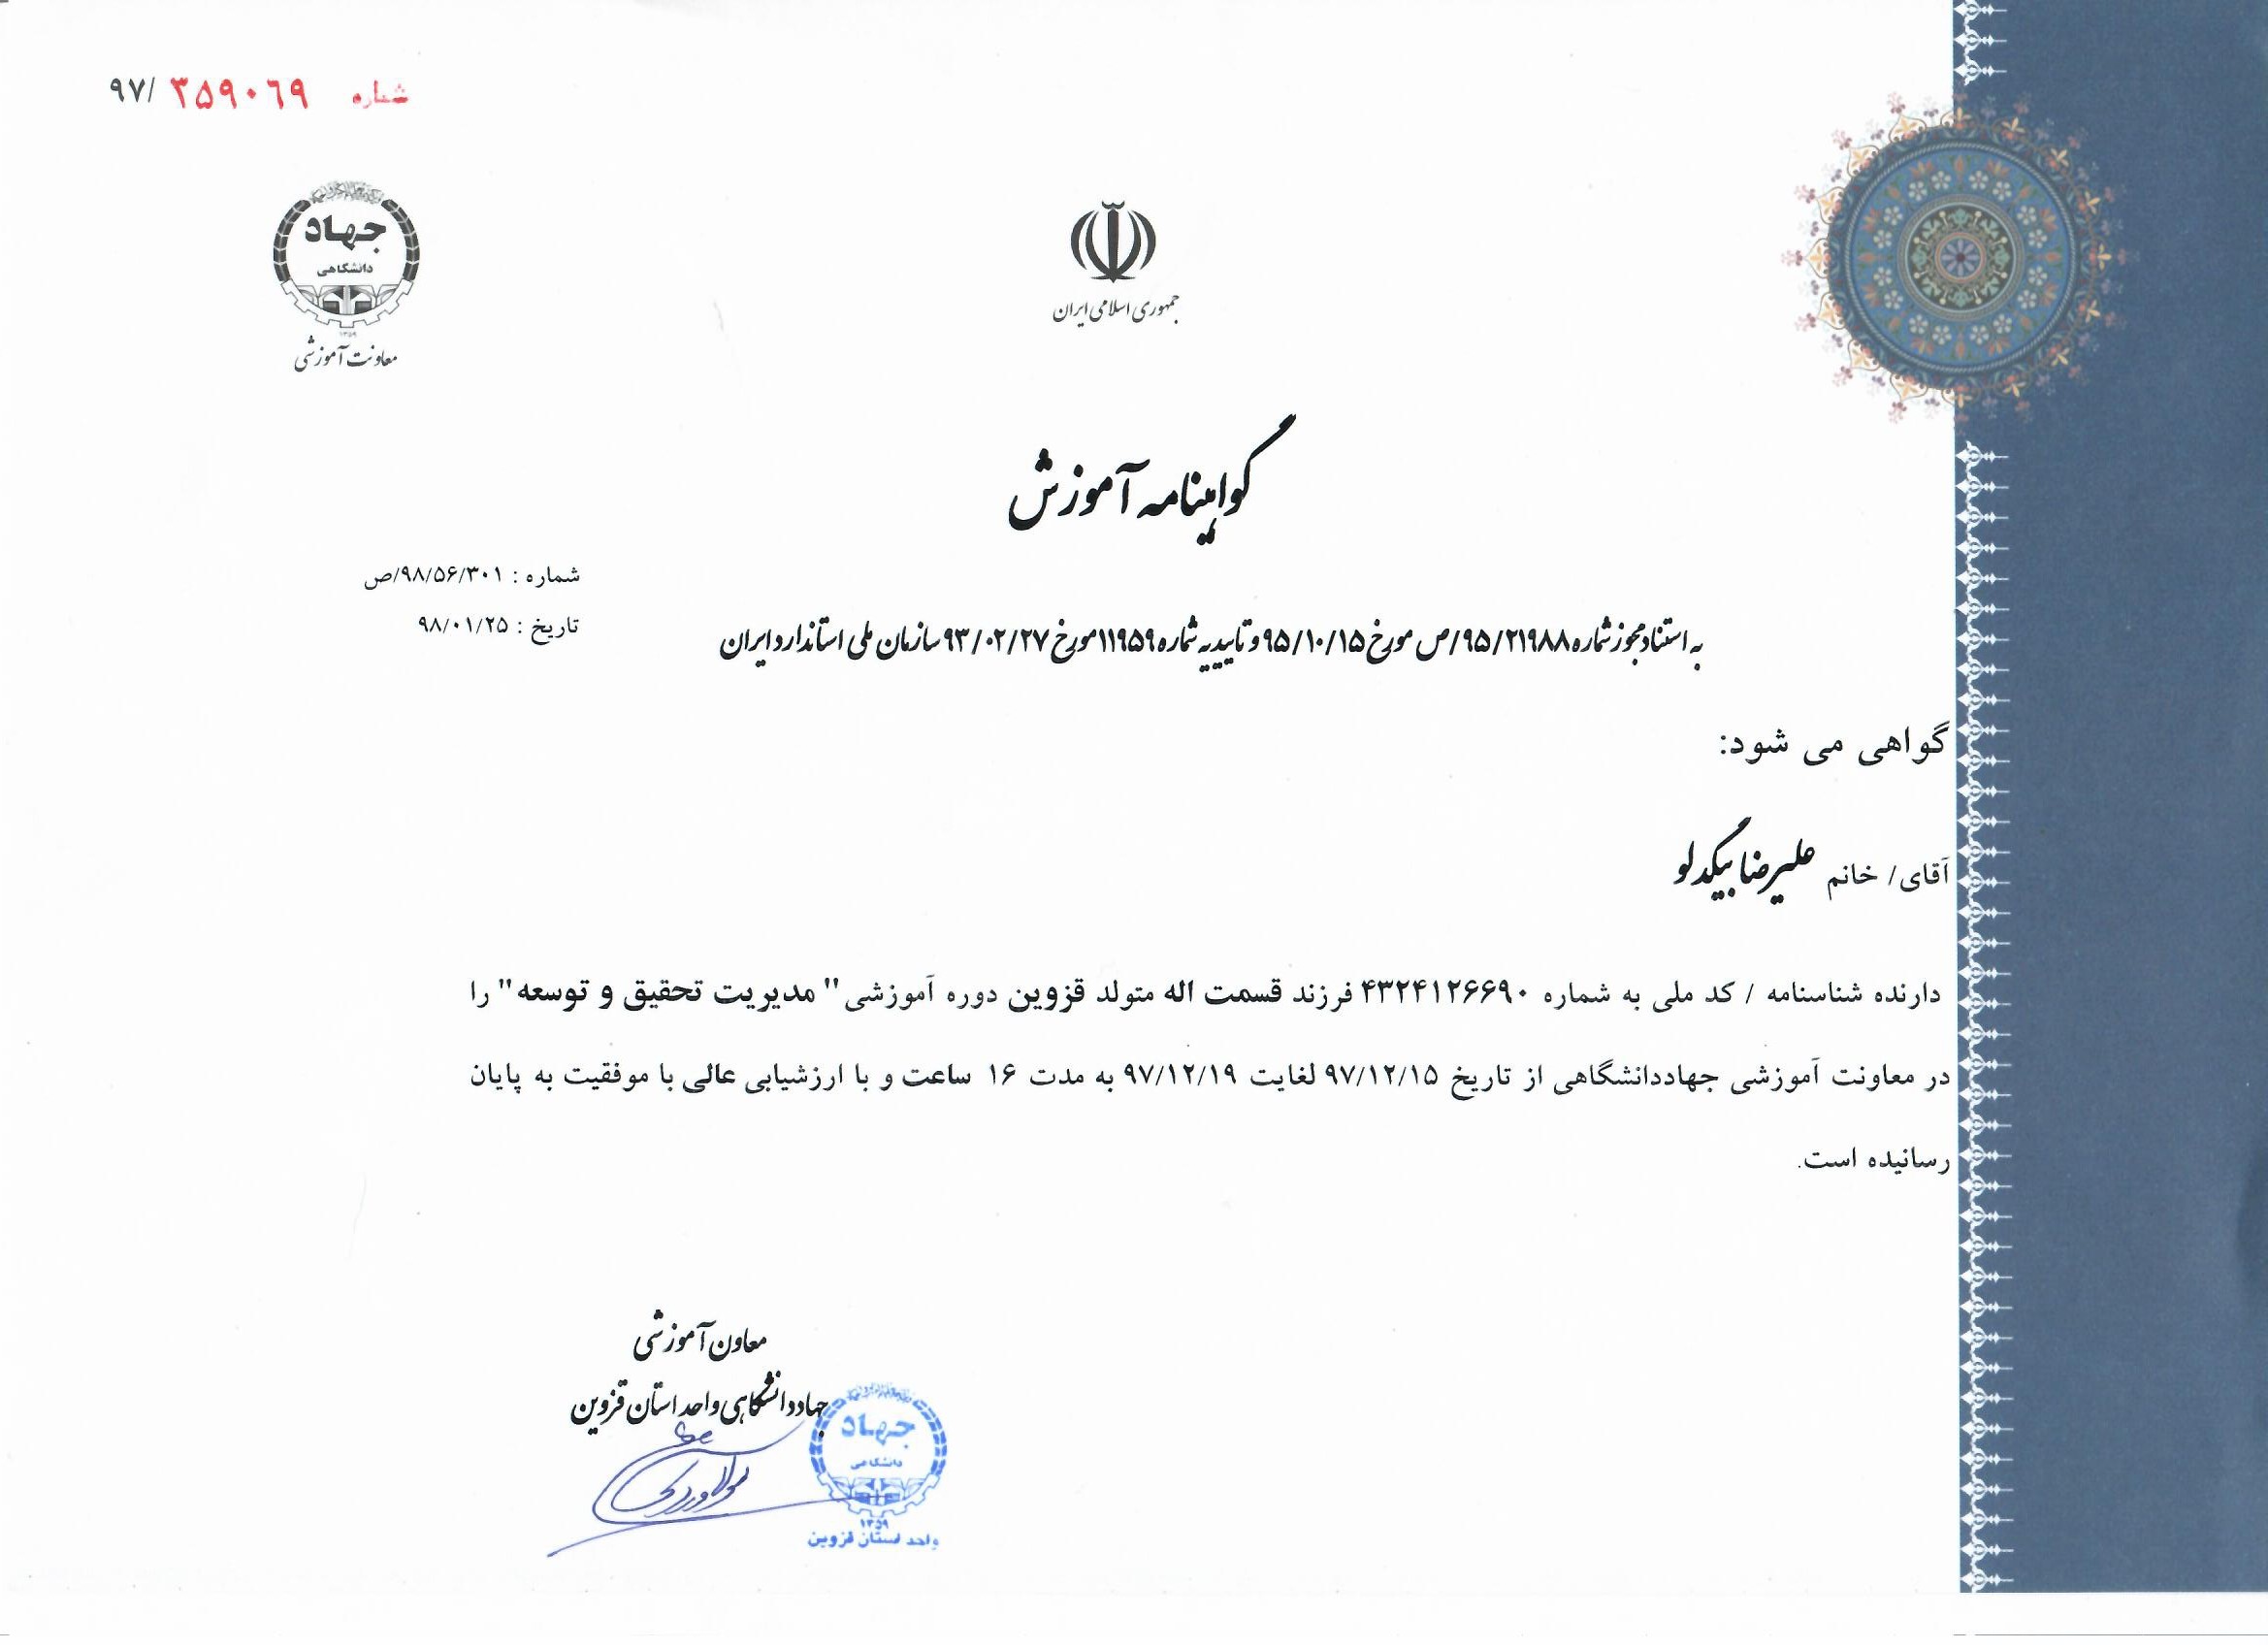 شماره ۳۵۹۰۶۹ /۹۷
جهاد
دانشگاهی
۱۳۵۹
معاونت آموزشی
جمهوری اسلامی ایران
گواهینامه آموزش
شماره : ۹۸/۵۶/۳۰۱/ص
تاریخ : ۹۸/۰۱/۲۵
به استناد مجوز شماره ۹۵/۲۱۹۸۸/ص مورخ ۹۵/۱۰/۱۵ و تاییدیه شماره ۱۱۹۵۹ مورخ ۹۳/۰۲/۲۷ سازمان ملی استاندارد ایران
گواهی می شود:
آقای/ خانم علیرضا بیگدلو
دارنده شناسنامه / کد ملی به شماره ۴۳۲۴۱۲۶۶۹۰ فرزند قسمت اله متولد قزوین دوره آموزشی " مدیریت تحقیق و توسعه" را
در معاونت آموزشی جهاددانشگاهی از تاریخ ۹۷/۱۲/۱۵ لغایت ۹۷/۱۲/۱۹ به مدت ۱۶ ساعت و با ارزشیابی عالی با موفقیت به پایان
رسانیده است.
معاون آموزشی
جهاددانشگاهی واحد استان قزوین
جهاد
دانشگاهی
۱۳۵۹
واحد استان قزوین